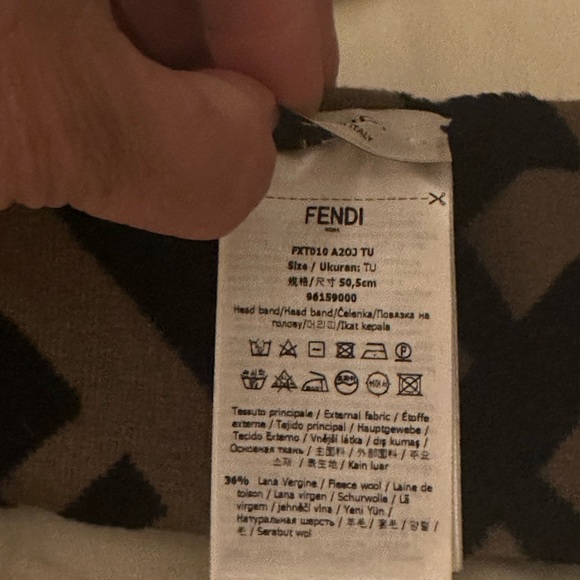 ITALY
FENDI
ROMA
FXT010 A2OJ TU
Size / Ukuran: TU
规格/尺寸 50,5cm
96159000
Head band/Head band/Čelenka/Повязка на
голову/머리띠/Ikat kepala
Tessuto principale / External fabric / Étoffe
externe / Tejido principal / Hauptgewebe /
Tecido Externo / Vnější látka / dış kumaş /
Основная ткань / 主面料 / 外部面料 / 주요
소재 / 表生地 / Kain luar
36% Lana Vergine / Fleece wool / Laine de
toison / Lana virgen / Schurwolle / Lã
virgem / jehněčí vlna / Yeni Yün /
Натуральная шерсть / 羊毛 / 양털 /
毛 / Serabut wol